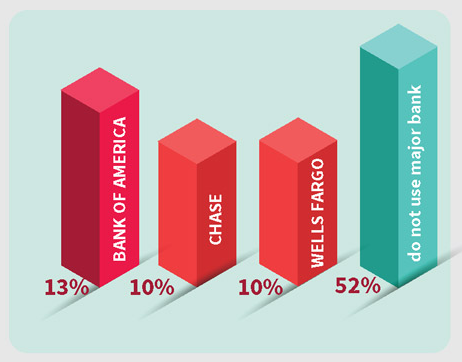 BANK OF AMERICA
CHASE
WELLS FARGO
do not use major bank
13%
10%
10%
52%